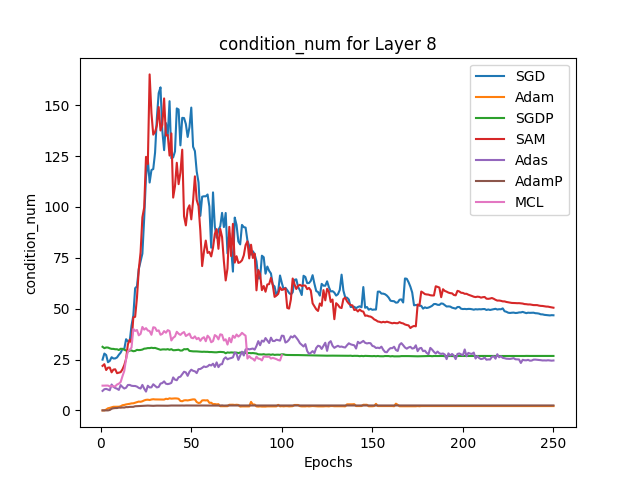 condition_num for Layer 8
condition_num
150
125
100
75
50
25
0
0
50
100
150
200
250
Epochs
SGD
Adam
SGDP
SAM
Adas
AdamP
MCL